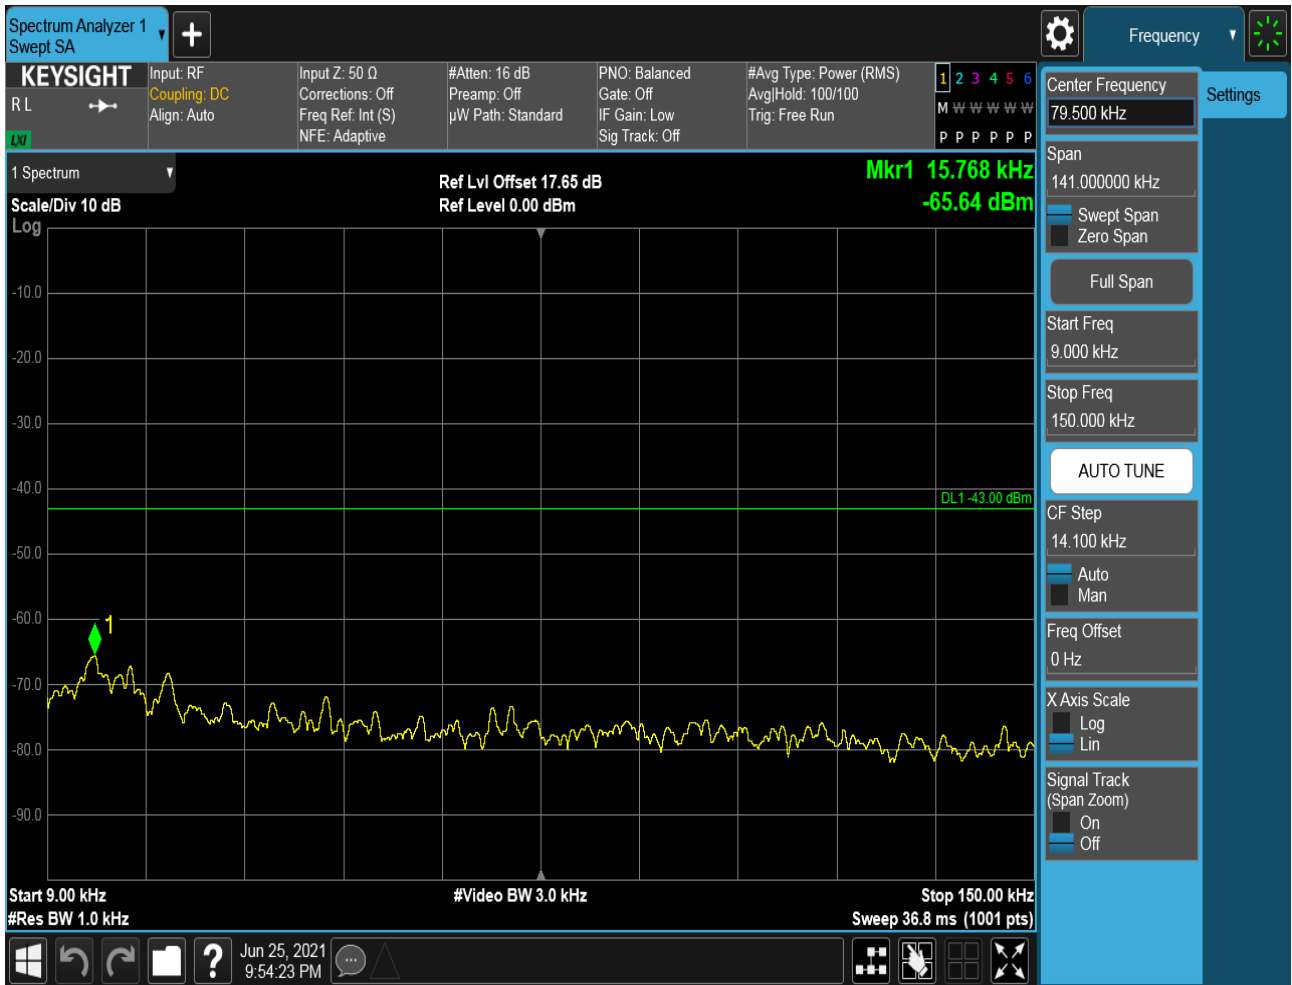 Spectrum Analyzer 1
Swept SA
Frequency
KEYSIGHT
R L
LXI
Input: RF
Coupling: DC
Align: Auto
Input Z: 50 Ω
Corrections: Off
Freq Ref: Int (S)
NFE: Adaptive
#Atten: 16 dB
Preamp: Off
µW Path: Standard
PNO: Balanced
Gate: Off
IF Gain: Low
Sig Track: Off
#Avg Type: Power (RMS)
Avg|Hold: 100/100
Trig: Free Run
1 2 3 4 5 6
M W W W W W
P P P P P P
1 Spectrum
Scale/Div 10 dB
Log
Ref Lvl Offset 17.65 dB
Ref Level 0.00 dBm
Mkr1 15.768 kHz
-65.64 dBm
-10.0
-20.0
-30.0
-40.0
DL1 -43.00 dBm
-50.0
-60.0
1
-70.0
-80.0
-90.0
Start 9.00 kHz
#Res BW 1.0 kHz
#Video BW 3.0 kHz
Stop 150.00 kHz
Sweep 36.8 ms (1001 pts)
Center Frequency
79.500 kHz
Settings
Span
141.000000 kHz
Swept Span
Zero Span
Full Span
Start Freq
9.000 kHz
Stop Freq
150.000 kHz
AUTO TUNE
CF Step
14.100 kHz
Auto
Man
Freq Offset
0 Hz
X Axis Scale
Log
Lin
Signal Track
(Span Zoom)
On
Off
?
Jun 25, 2021
9:54:23 PM